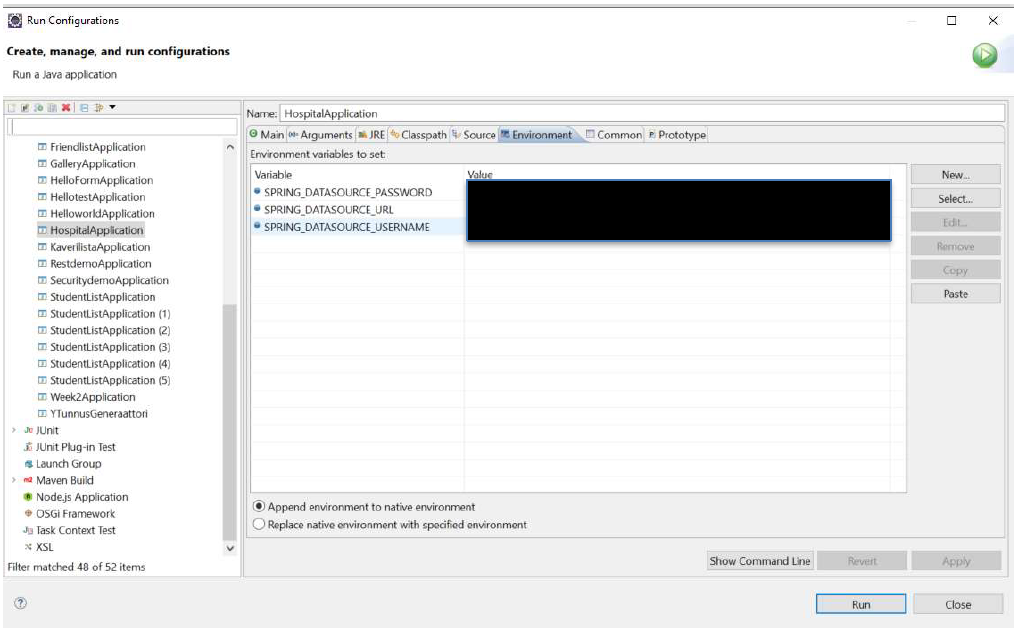 Run Configurations
Create, manage, and run configurations
Run a Java application
Name: HospitalApplication
Main Arguments JRE Classpath Source Environment Common Prototype
Environment variables to set:
Variable Value
SPRING_DATASOURCE_PASSWORD
SPRING_DATASOURCE_URL
SPRING_DATASOURCE_USERNAME
New...
Select...
Edit...
Remove
Copy
Paste
FriendlistApplication
GalleryApplication
HelloFormApplication
HellotestApplication
HelloworldApplication
HospitalApplication
KaverilistaApplication
RestdemoApplication
SecuritydemoApplication
StudentListApplication
StudentListApplication (1)
StudentListApplication (2)
StudentListApplication (3)
StudentListApplication (4)
StudentListApplication (5)
Week2Application
YTunnusGeneraattori
JUnit
JUnit Plug-in Test
Launch Group
Maven Build
Node.js Application
OSGi Framework
Task Context Test
XSL
Filter matched 48 of 52 items
Append environment to native environment
Replace native environment with specified environment
Show Command Line Revert Apply
Run Close